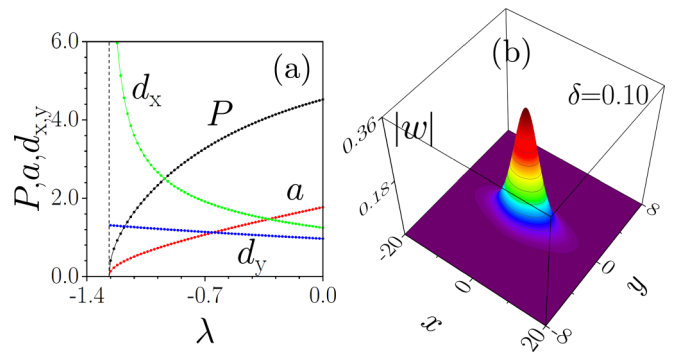 (a)
6.0
4.0
2.0
0.0
P,a,d_{x,y}
d_x
P
a
d_y
-1.4
-0.7
0.0
λ
(b)
δ=0.10
0.36
|w|
0.18
-20
0
20
x
-8
0
8
y